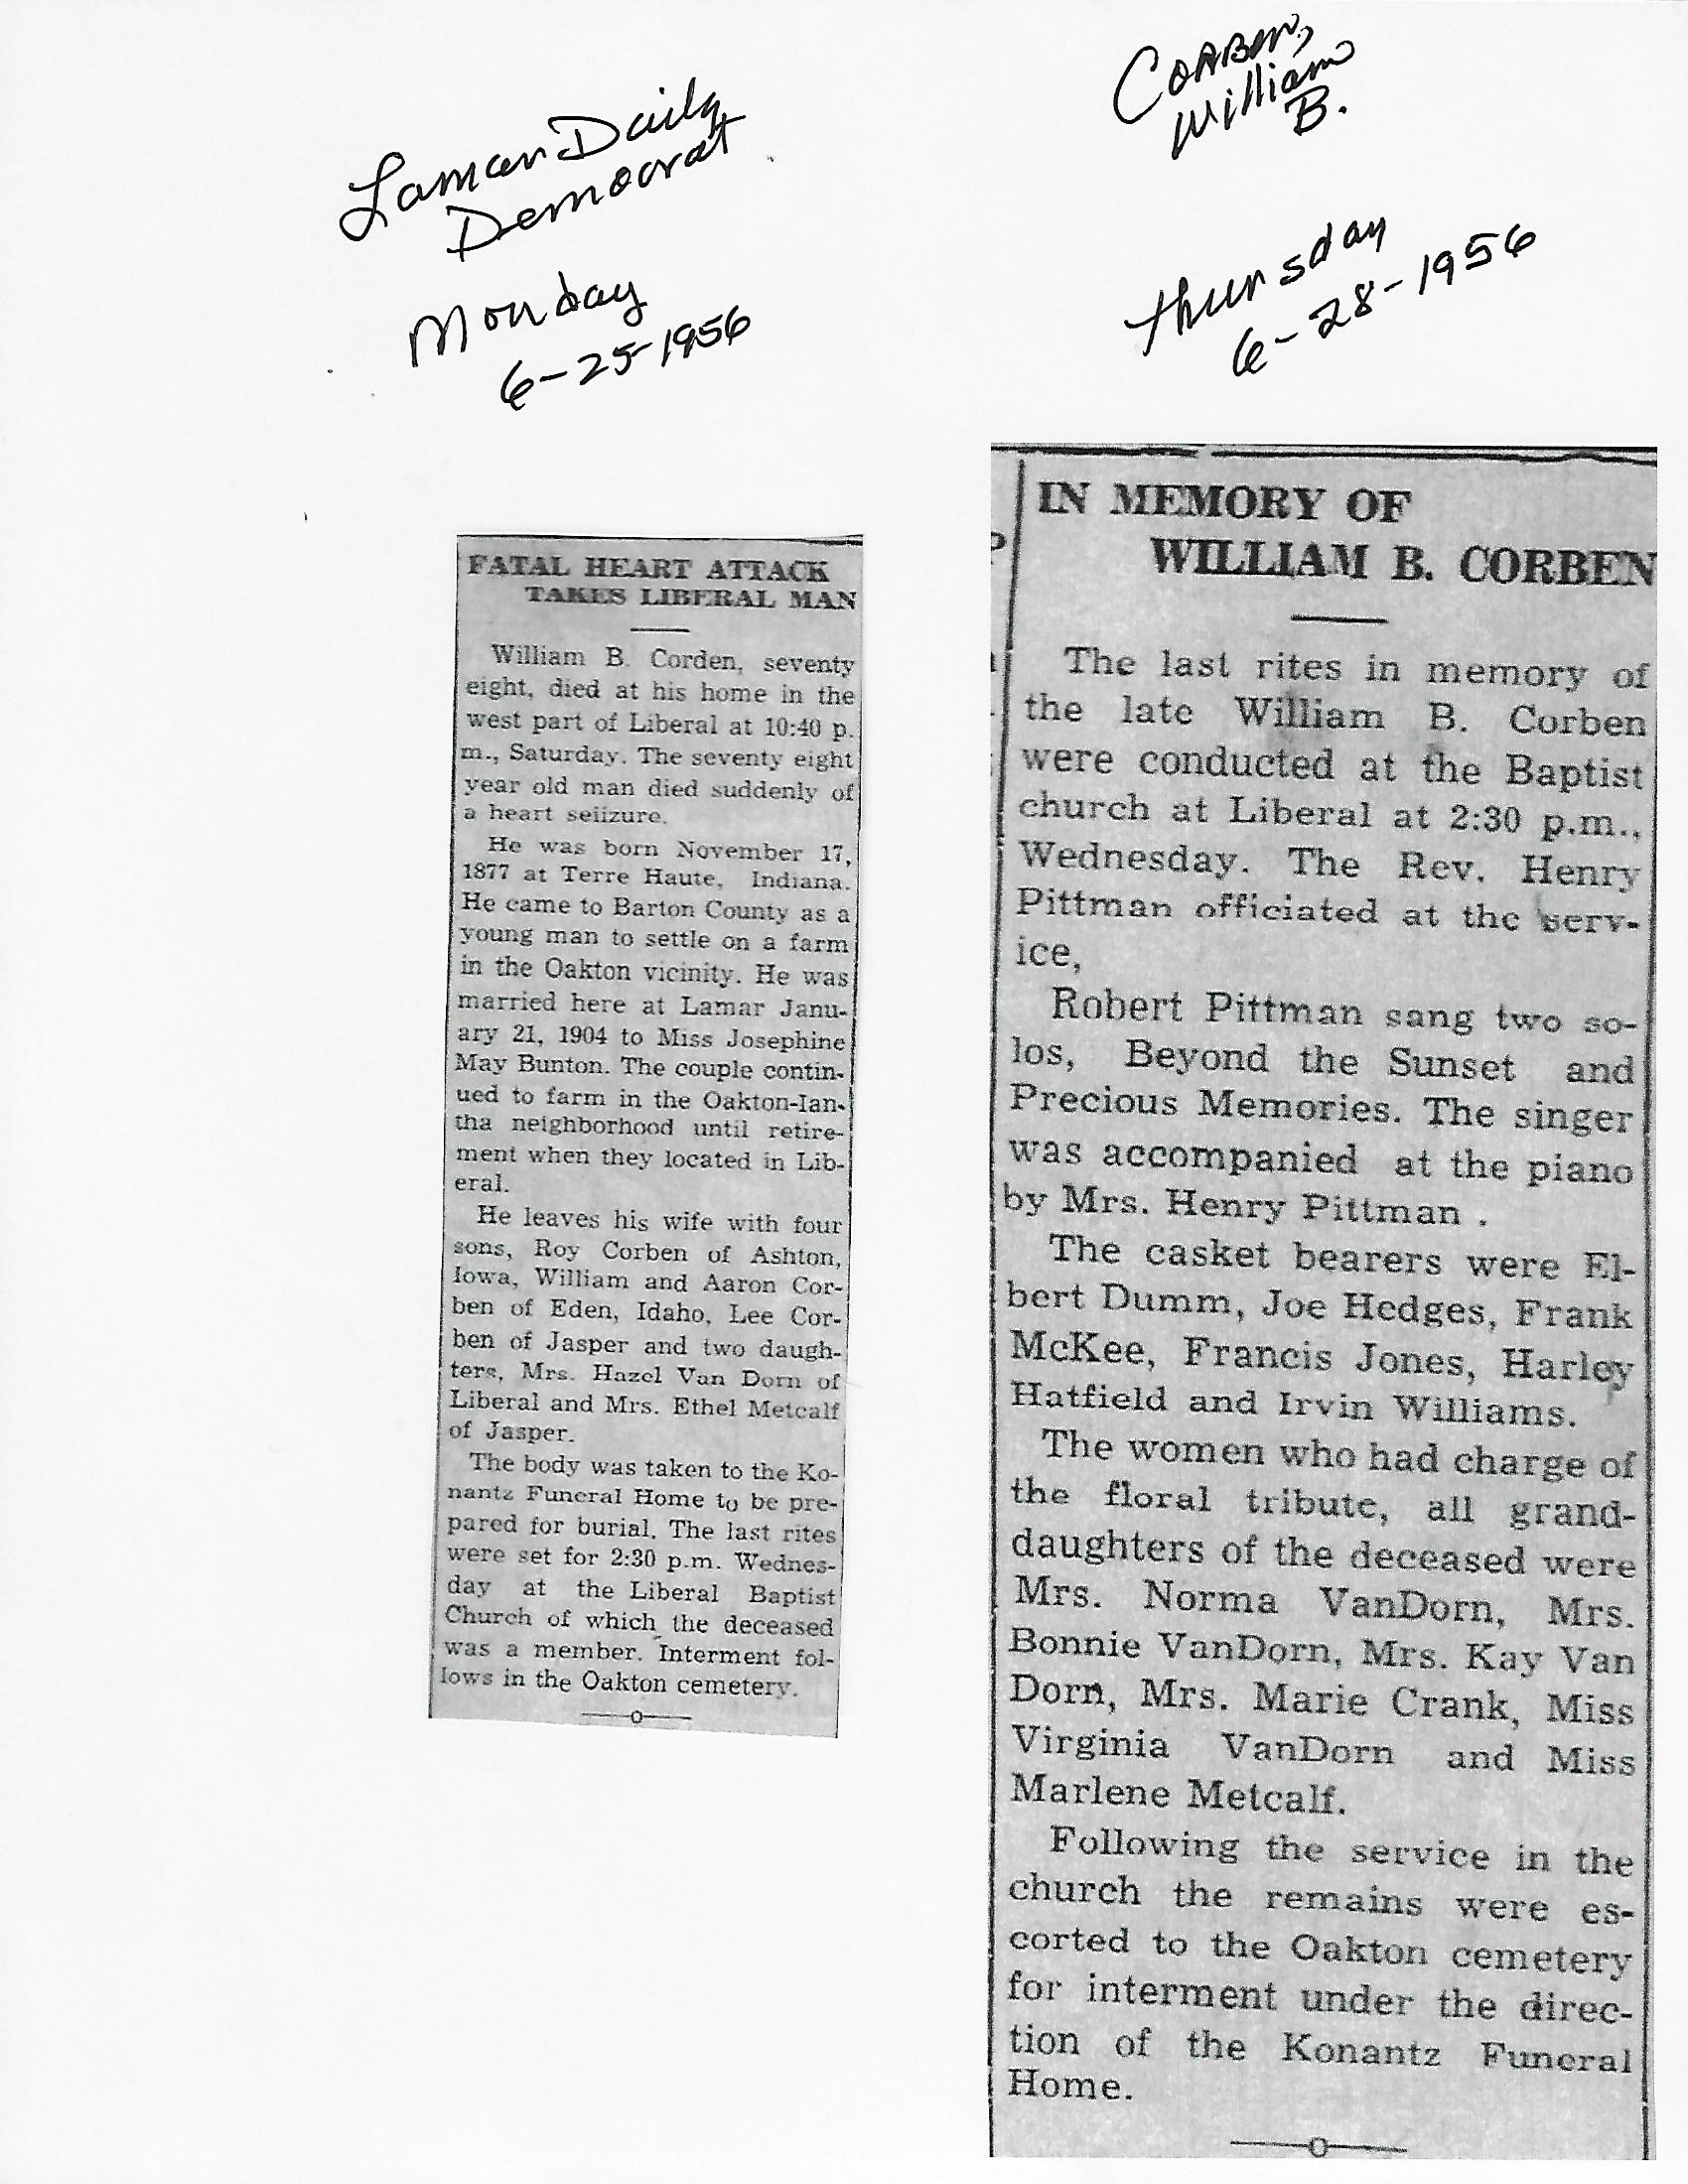 Lamar Daily
Democrat
Monday
6-25-1956
FATAL HEART ATTACK
TAKES LIBERAL MAN
William B. Corden, seventy
eight, died at his home in the
west part of Liberal at 10:40 p.
m., Saturday. The seventy eight
year old man died suddenly of
a heart seiizure.
He was born November 17,
1877 at Terre Haute, Indiana.
He came to Barton County as a
young man to settle on a farm
in the Oakton vicinity. He was
married here at Lamar Janu-
ary 21, 1904 to Miss Josephine
May Bunton. The couple contin-
ued to farm in the Oakton-Ian-
tha neighborhood until retire-
ment when they located in Lib-
eral.
He leaves his wife with four
sons, Roy Corben of Ashton,
Iowa, William and Aaron Cor-
ben of Eden, Idaho, Lee Cor-
ben of Jasper and two daugh-
ters, Mrs. Hazel Van Dorn of
Liberal and Mrs. Ethel Metcalf
of Jasper.
The body was taken to the Ko-
nantz Funeral Home to be pre-
pared for burial. The last rites
were set for 2:30 p.m. Wednes-
day at the Liberal Baptist
Church of which the deceased
was a member. Interment fol-
lows in the Oakton cemetery.
Corben,
William
B.
Thursday
6-28-1956
IN MEMORY OF
WILLIAM B. CORBEN
The last rites in memory of
the late William B. Corben
were conducted at the Baptist
church at Liberal at 2:30 p.m.,
Wednesday. The Rev. Henry
Pittman officiated at the serv-
ice,
Robert Pittman sang two so-
los, Beyond the Sunset and
Precious Memories. The singer
was accompanied at the piano
by Mrs. Henry Pittman .
The casket bearers were El-
bert Dumm, Joe Hedges, Frank
McKee, Francis Jones, Harley
Hatfield and Irvin Williams.
The women who had charge of
the floral tribute, all grand-
daughters of the deceased were
Mrs. Norma VanDorn, Mrs.
Bonnie VanDorn, Mrs. Kay Van
Dorn, Mrs. Marie Crank, Miss
Virginia VanDorn and Miss
Marlene Metcalf.
Following the service in the
church the remains were es-
corted to the Oakton cemetery
for interment under the direc-
tion of the Konantz Funeral
Home.